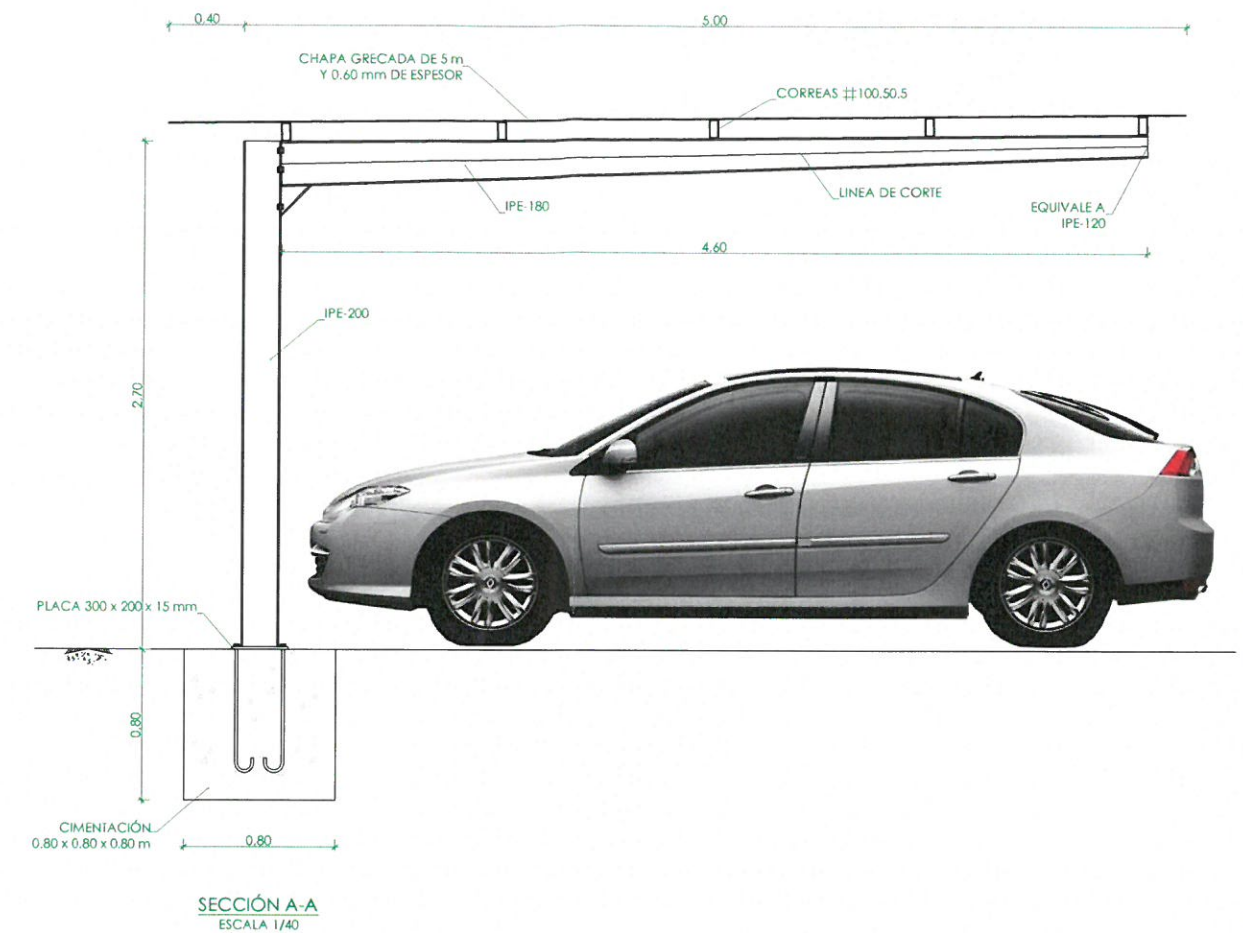 0.40
5.00
CHAPA GRECADA DE 5 m
Y 0.60 mm DE ESPESOR
CORREAS #100.50.5
LINEA DE CORTE
IPE-180
EQUIVALE A
IPE-120
4.60
IPE-200
2.70
PLACA 300 x 200 x 15 mm
0.80
CIMENTACIÓN
0.80 x 0.80 x 0.80 m
0.80
SECCIÓN A-A
ESCALA 1/40